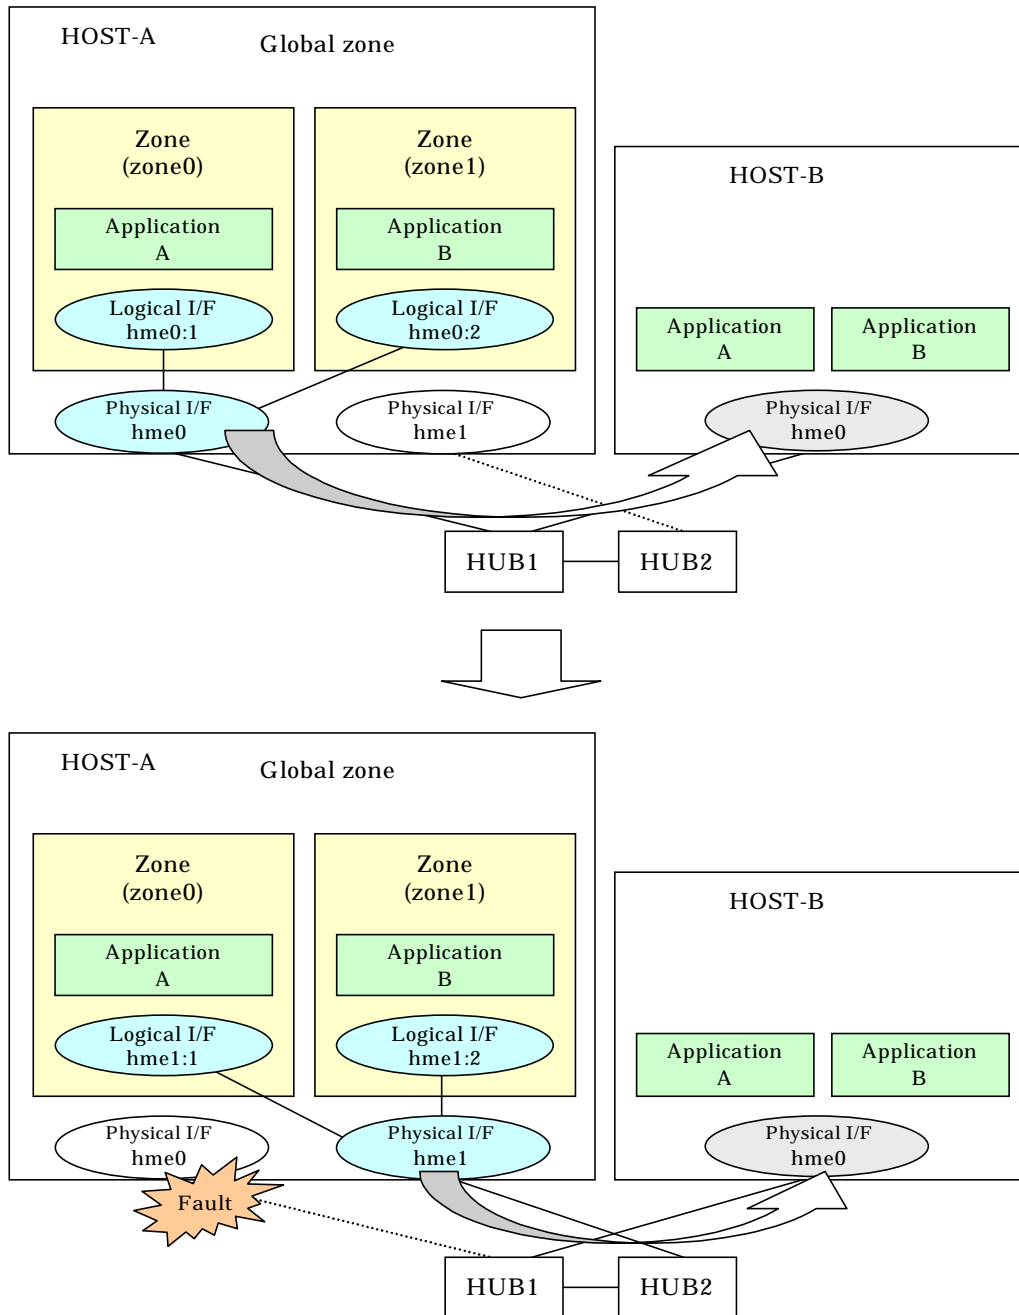 HOST-A
Global zone
Zone
(zone0)
Zone
(zone1)
HOST-B
Application
A
Application
B
Logical I/F
hme0:1
Logical I/F
hme0:2
Application
A
Application
B
Physical I/F
hme0
Physical I/F
hme1
Physical I/F
hme0
HUB1
HUB2
HOST-A
Global zone
Zone
(zone0)
Zone
(zone1)
HOST-B
Application
A
Application
B
Logical I/F
hme1:1
Logical I/F
hme1:2
Application
A
Application
B
Physical I/F
hme0
Physical I/F
hme1
Physical I/F
hme0
Fault
HUB1
HUB2